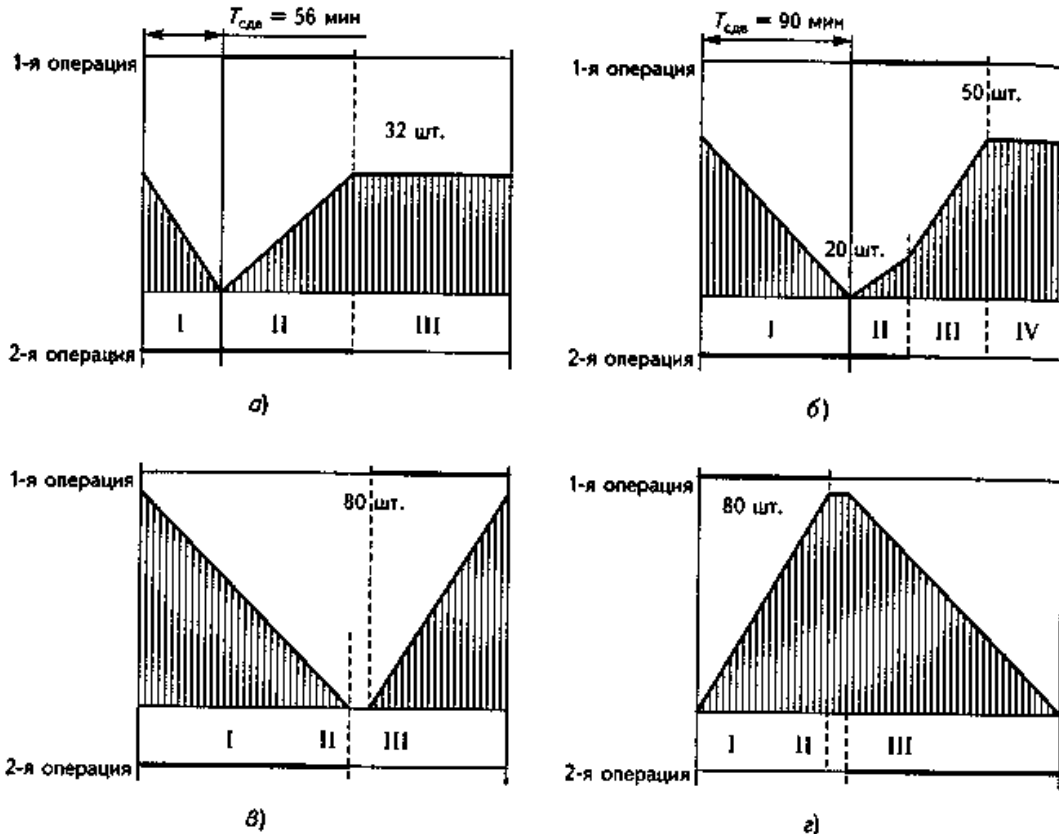 Tсдв = 56 мин
1-я операция
32 шт.
I II III
2-я операция
а)
Tсдв = 90 мин
1-я операция
50 шт.
20 шт.
I II III IV
2-я операция
б)
1-я операция
80 шт.
I II III
2-я операция
в)
1-я операция
80 шт.
I II III
2-я операция
г)